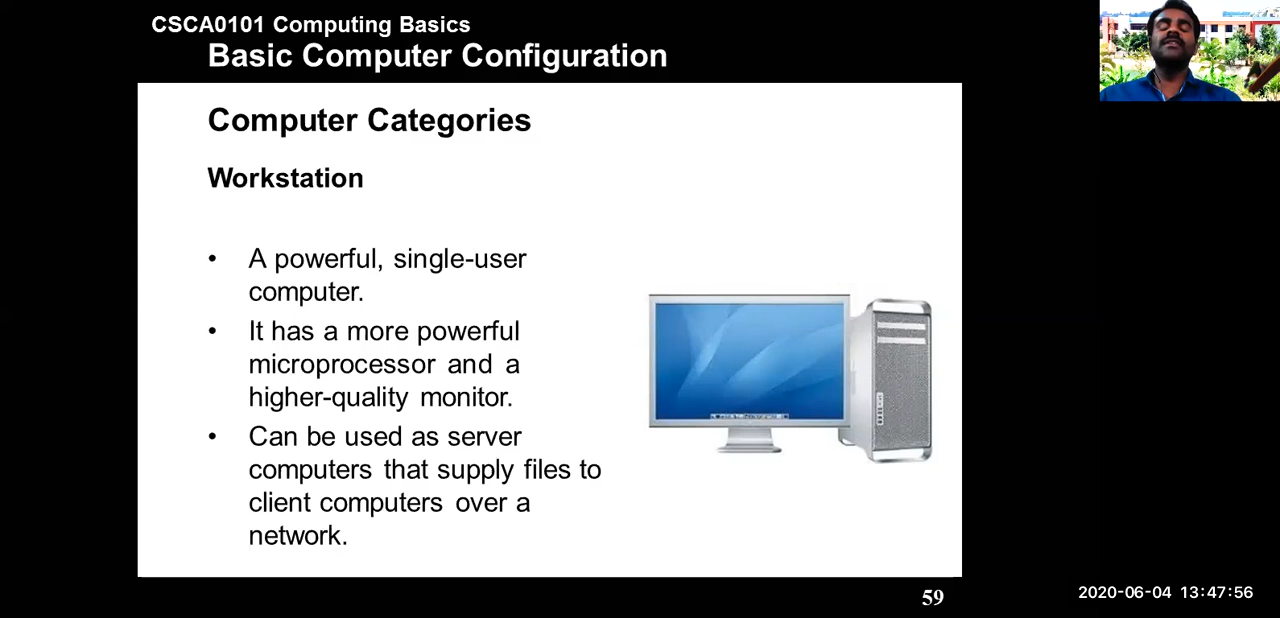 CSCA0101 Computing Basics
Basic Computer Configuration
Computer Categories
Workstation
• A powerful, single-user
computer.
• It has a more powerful
microprocessor and a
higher-quality monitor.
• Can be used as server
computers that supply files to
client computers over a
network.
59
2020-06-04 13:47:56